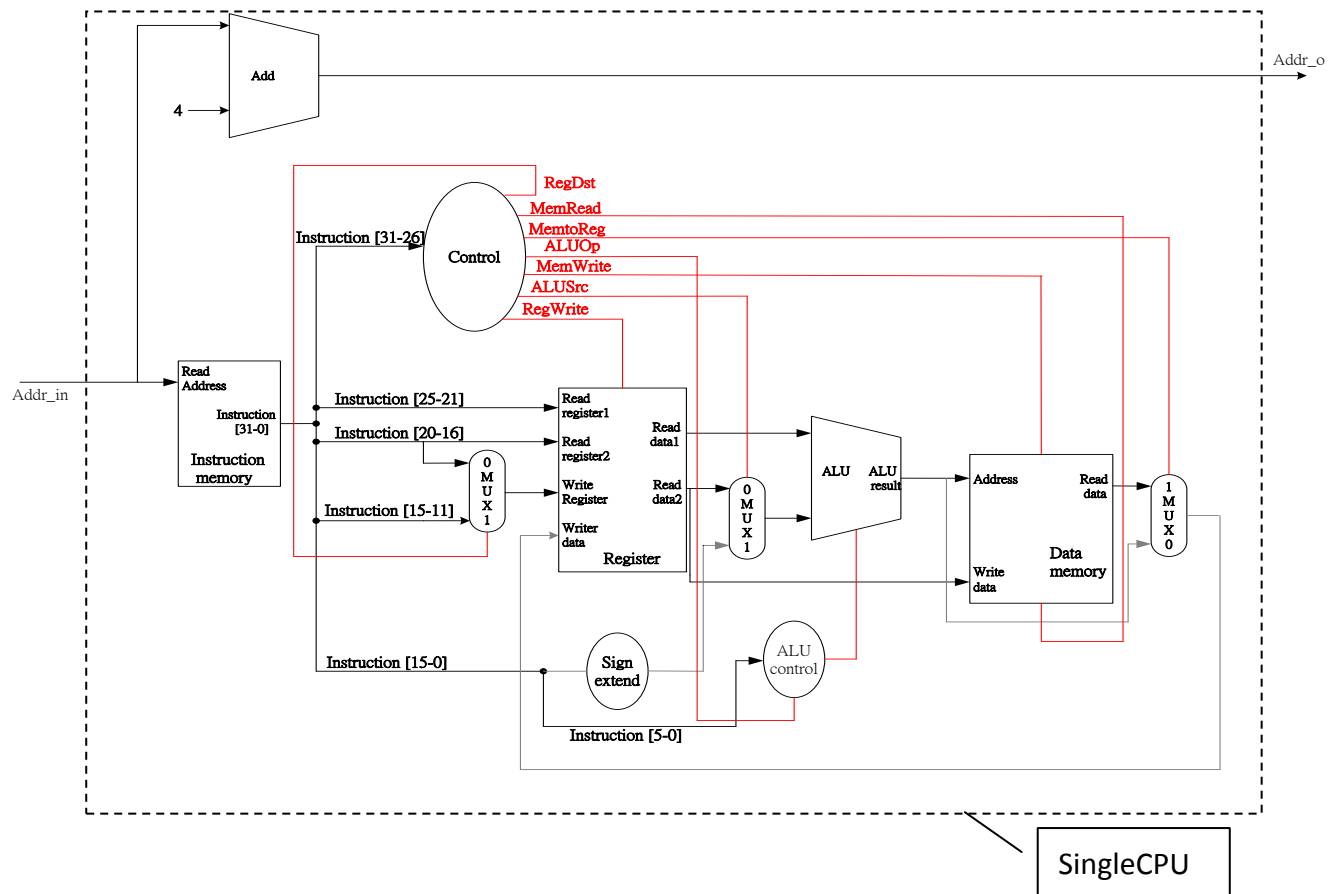 Addr_o
Add
4
RegDst
MemRead
MemtoReg
ALUOp
MemWrite
ALUSrc
RegWrite
Instruction [31-26]
Control
Addr_in
Read
Address
Instruction
[31-0]
Instruction
memory
Instruction [25-21]
Instruction [20-16]
Instruction [15-11]
0
M
U
X
1
Read
register1
Read
register2
Write
Register
Writer
data
Read
data1
Read
data2
Register
0
M
U
X
1
ALU
ALU
result
Address
Read
data
Write
data
Data
memory
1
M
U
X
0
Instruction [15-0]
Sign
extend
ALU
control
Instruction [5-0]
SingleCPU